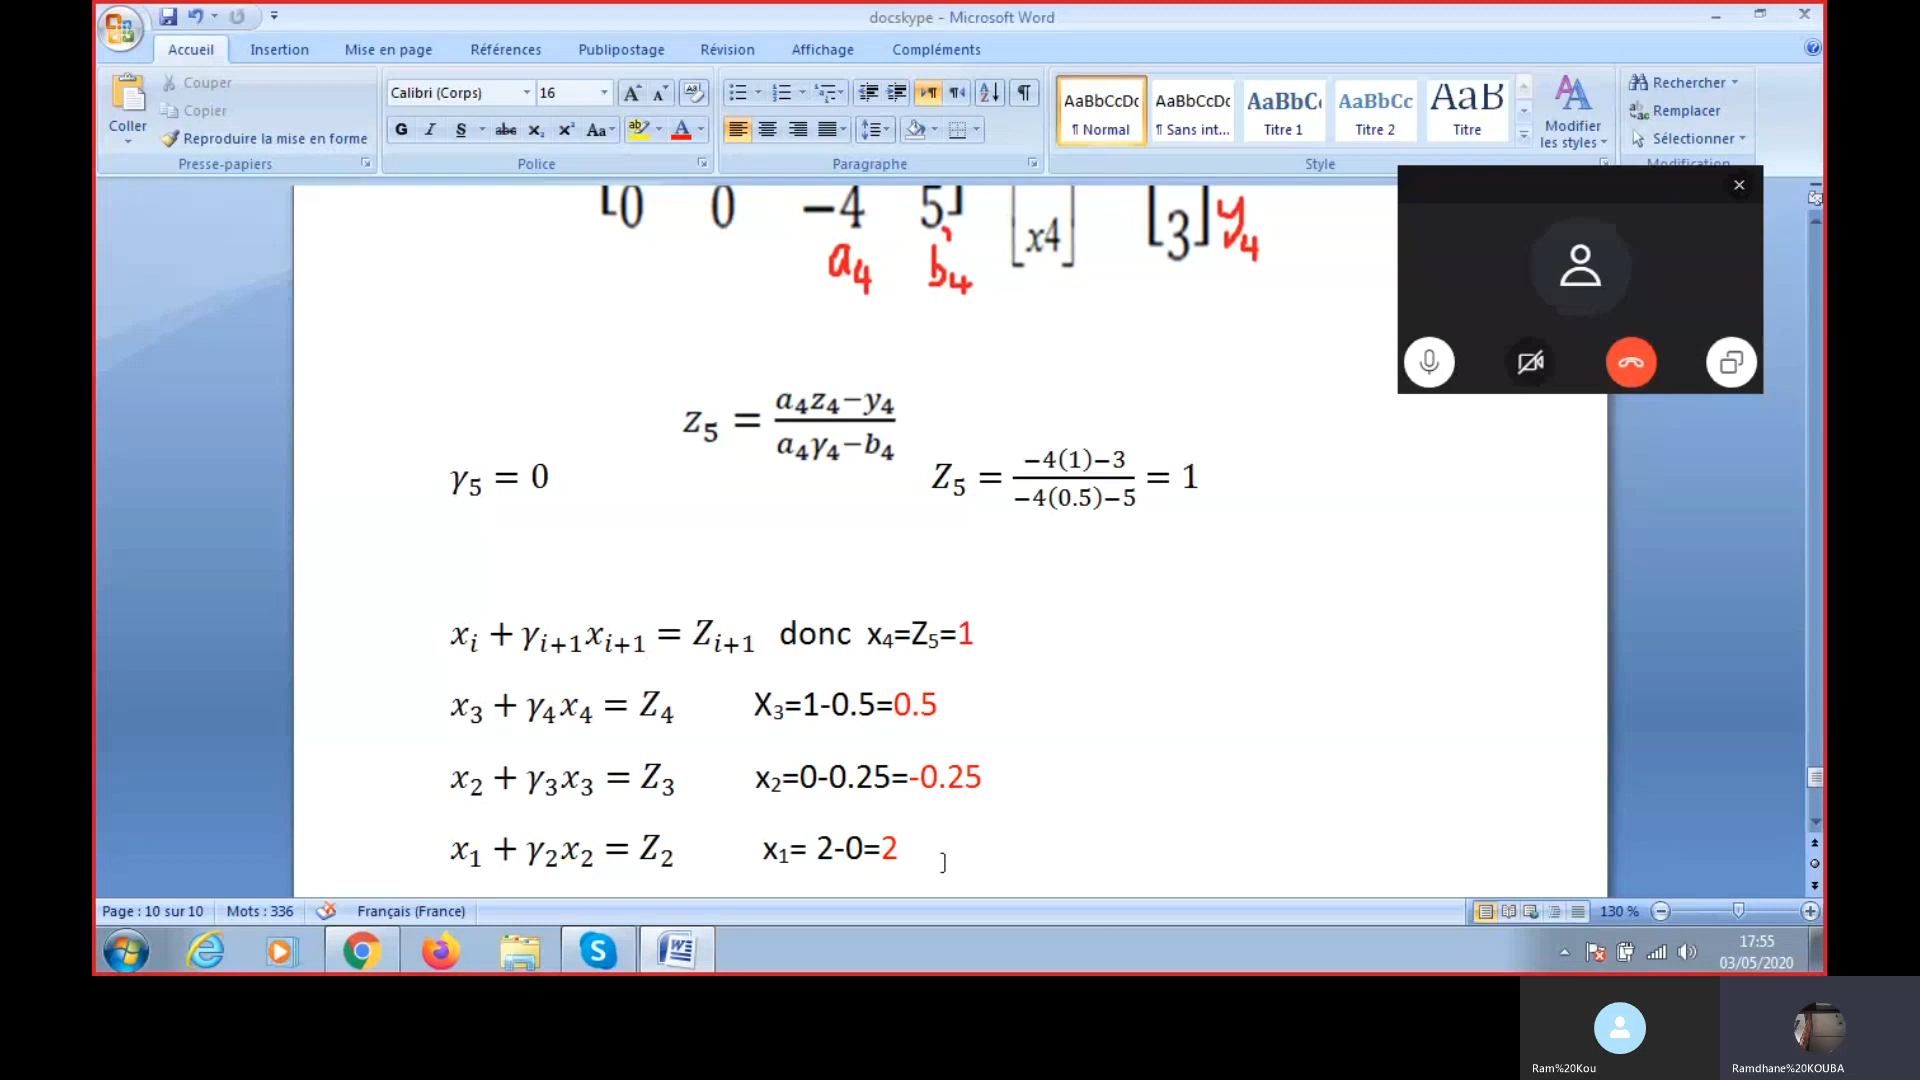 docskype - Microsoft Word
Accueil Insertion Mise en page Références Publipostage Révision Affichage Compléments
Coller
Couper
Copier
Reproduire la mise en forme
Presse-papiers
Calibri (Corps) 16
G I S abc x₂ x² Aa
Police
Paragraphe
AaBbCcDc AaBbCcDc AaBbC AaBbCc AaB
¶ Normal ¶ Sans int... Titre 1 Titre 2 Titre
Modifier les styles
Style
Rechercher
Remplacer
Sélectionner
Modification
0 0 −4 5 x4 3 y₄
a₄ b₄
z₅ = (a₄z₄−y₄)/(a₄γ₄−b₄)
γ₅ = 0 Z₅ = (−4(1)−3)/(−4(0.5)−5) = 1
xᵢ + γᵢ₊₁xᵢ₊₁ = Zᵢ₊₁ donc x₄=Z₅=1
x₃ + γ₄x₄ = Z₄ X₃=1-0.5=0.5
x₂ + γ₃x₃ = Z₃ x₂=0-0.25=-0.25
x₁ + γ₂x₂ = Z₂ x₁= 2-0=2
Page : 10 sur 10 Mots : 336 Français (France) 130 %
17:55
03/05/2020
Ram%20Kou
Ramdhane%20KOUBA